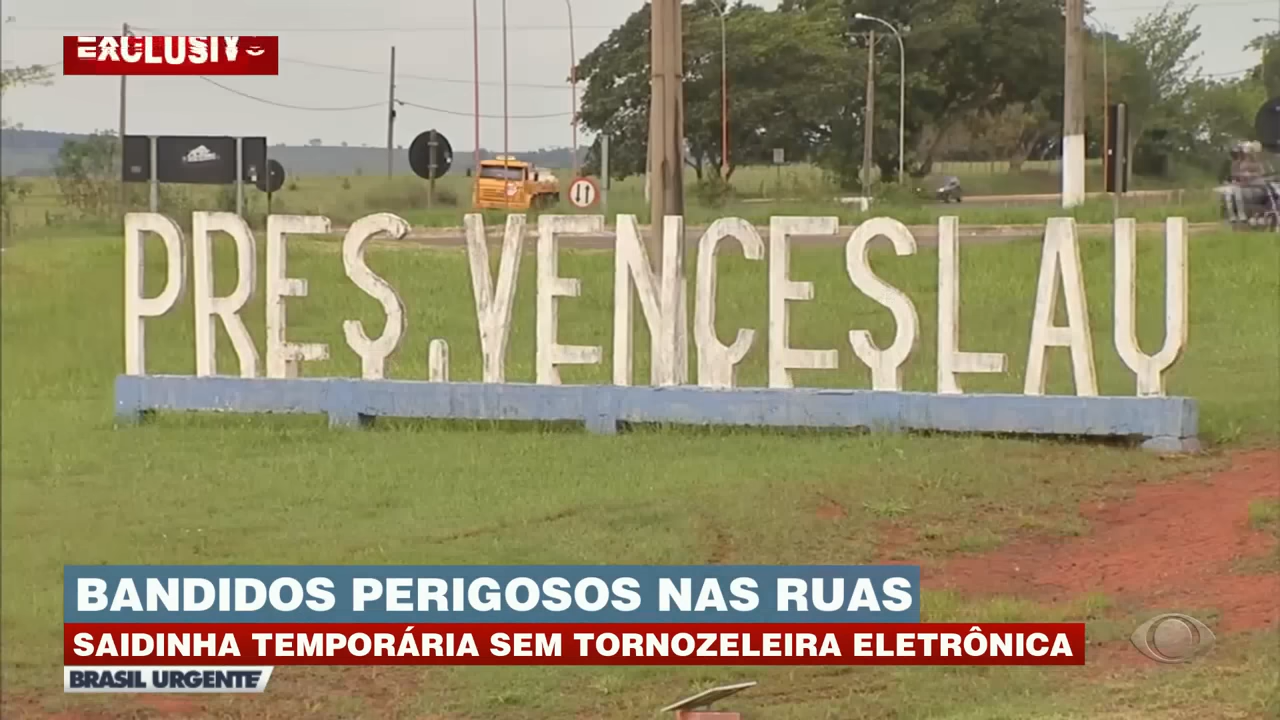 EXCLUSIVO
PRES. VENCESLAU
BANDIDOS PERIGOSOS NAS RUAS
SAIDINHA TEMPORÁRIA SEM TORNOZELEIRA ELETRÔNICA
BRASIL URGENTE